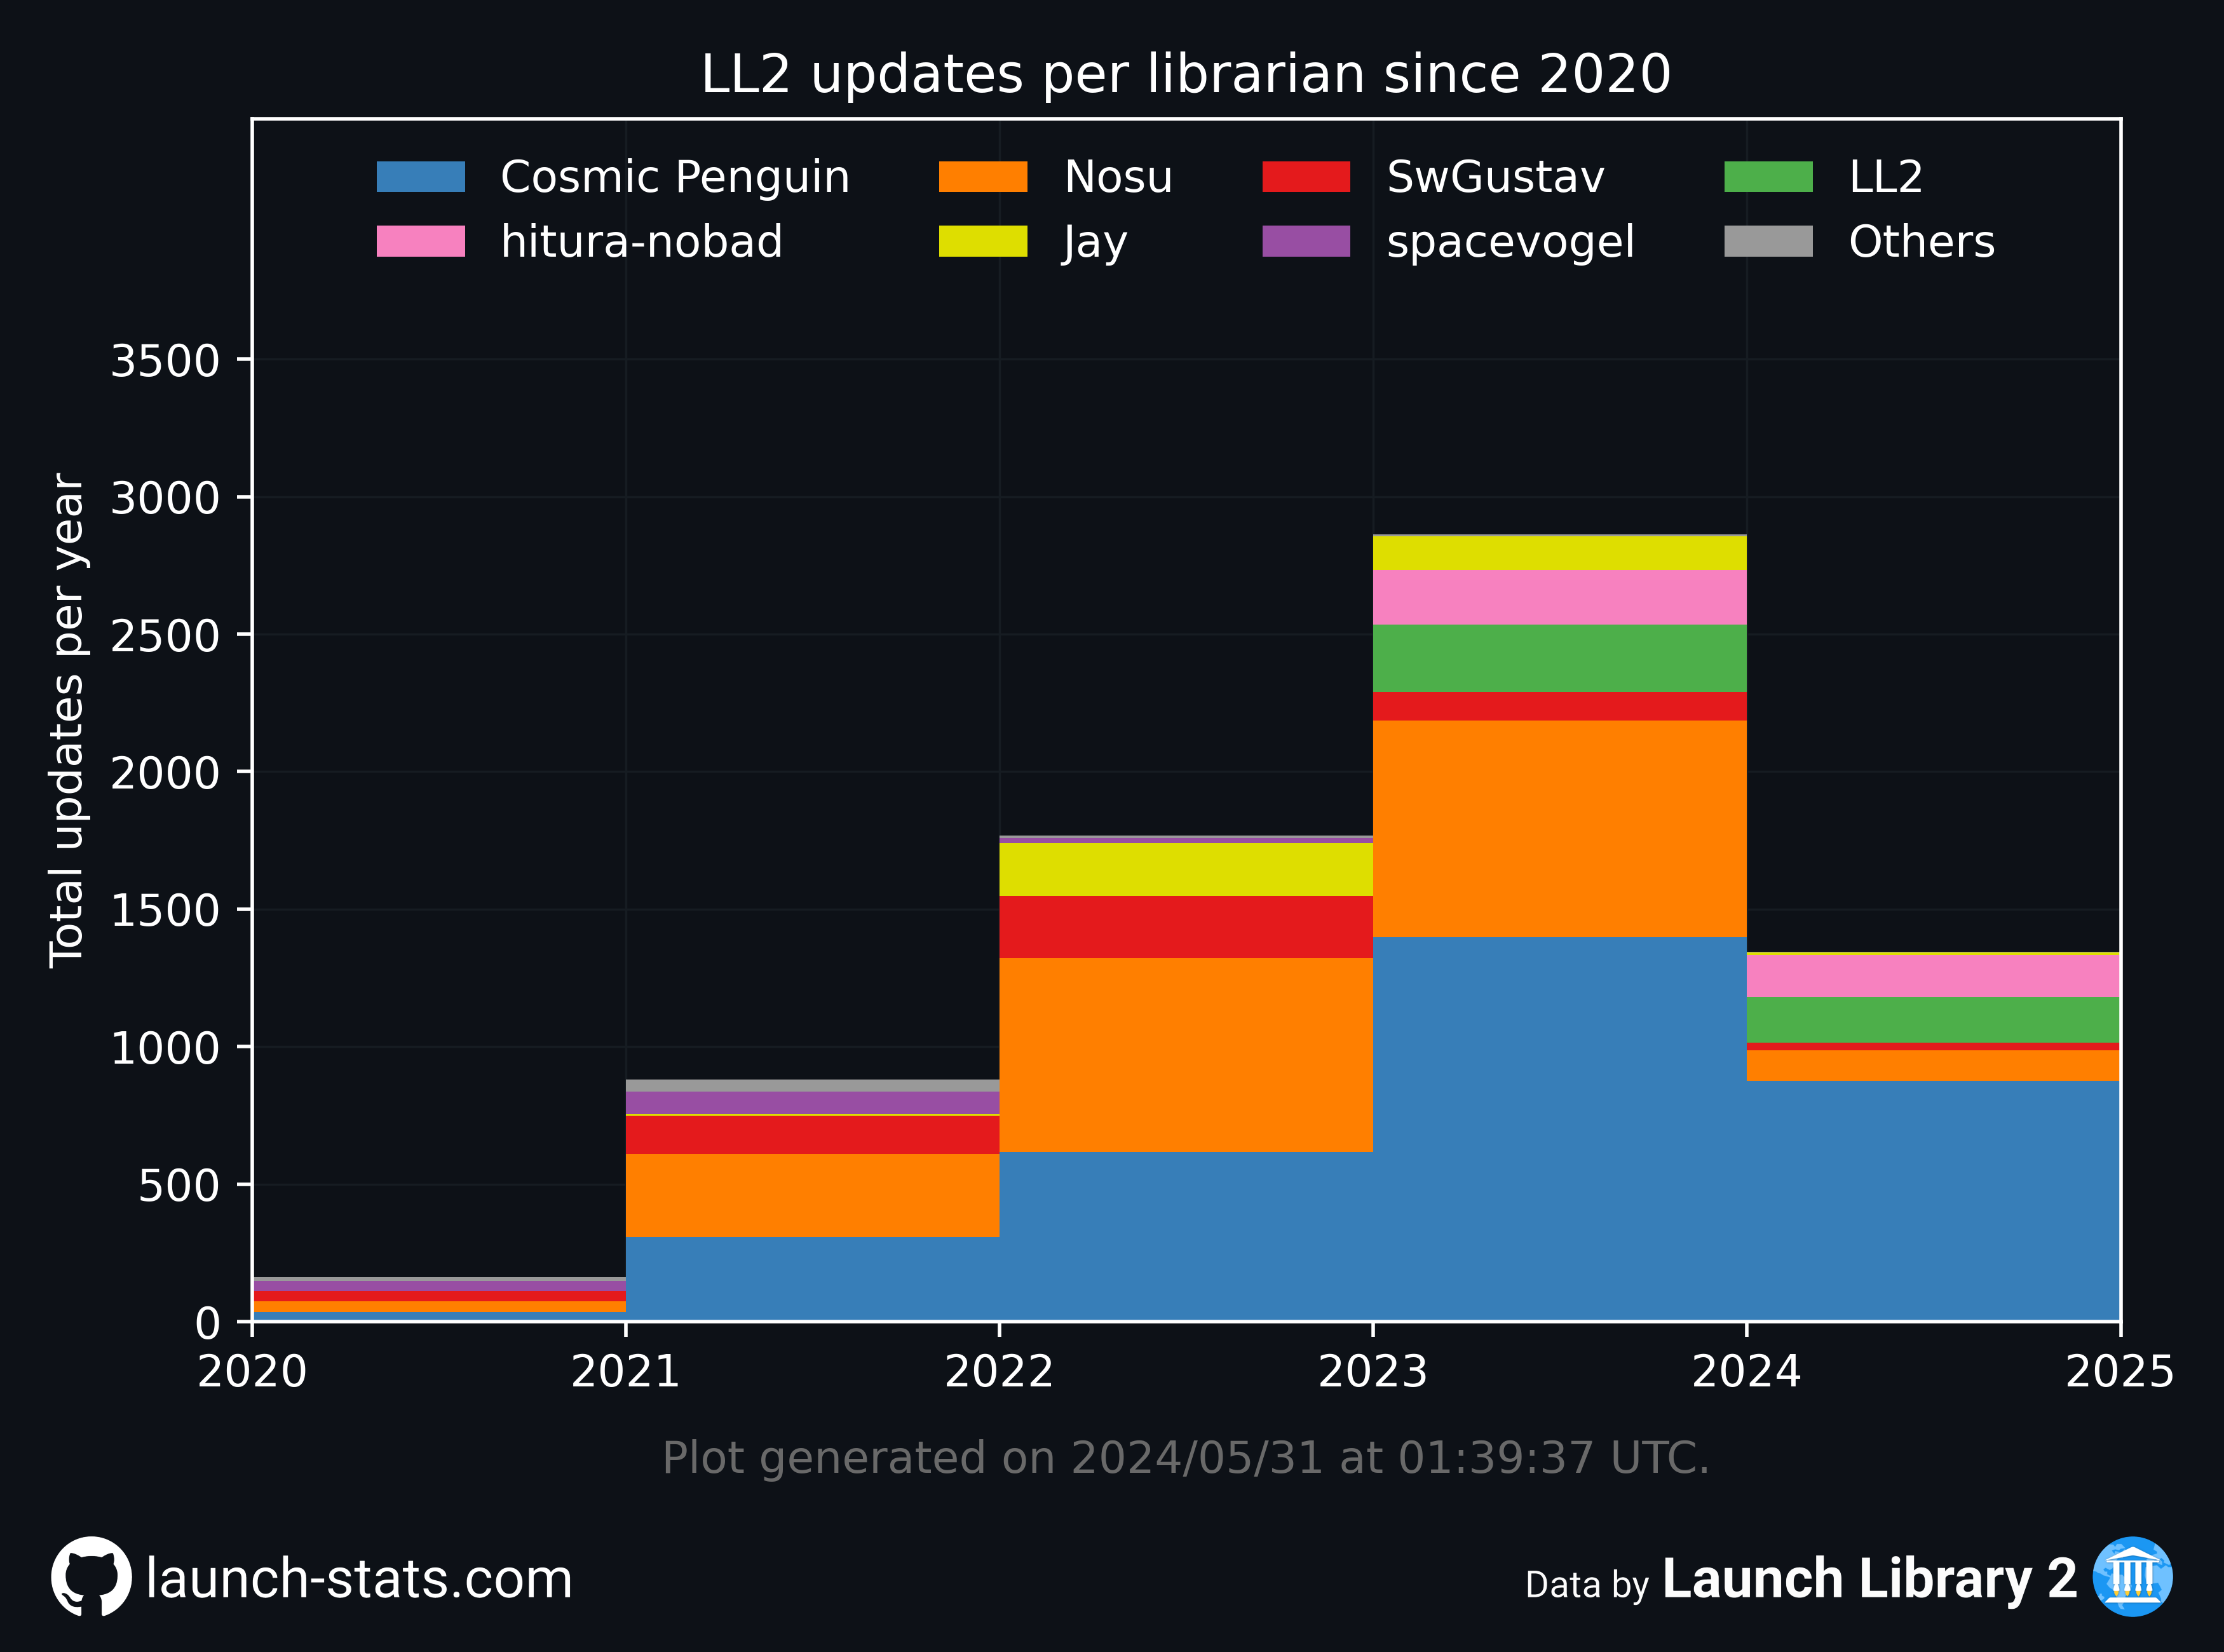 LL2 updates per librarian since 2020
Cosmic Penguin Nosu SwGustav LL2
hitura-nobad Jay spacevogel Others
Total updates per year
3500
3000
2500
2000
1500
1000
500
0
2020 2021 2022 2023 2024 2025
Plot generated on 2024/05/31 at 01:39:37 UTC.
launch-stats.com
Data by Launch Library 2